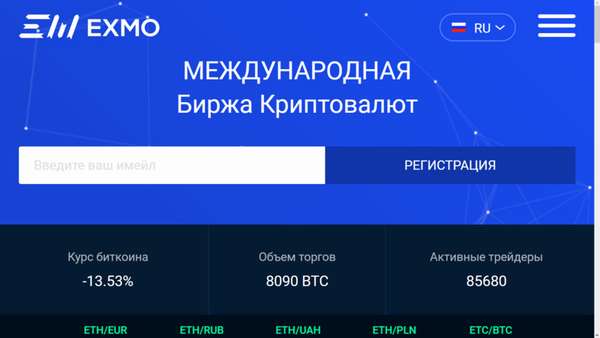 EXMO
RU
МЕЖДУНАРОДНАЯ
Биржа Криптовалют
Введите ваш имейл
РЕГИСТРАЦИЯ
Курс биткоина
Объем торгов
Активные трейдеры
-13.53%
8090 BTC
85680
ETH/EUR ETH/RUB ETH/UAH ETH/PLN ETC/BTC